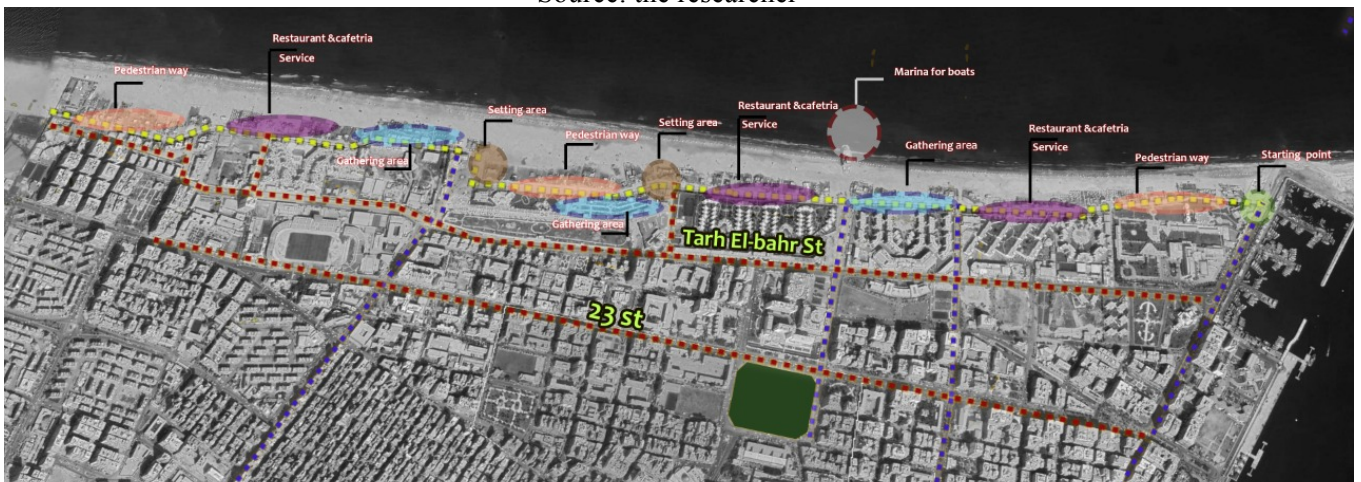 Source: the researcher
Restaurant &cafetria
Service
Pedestrian way
Marina for boats
Setting area
Setting area
Restaurant &cafetria
Service
Pedestrian way
Gathering area
Restaurant &cafetria
Service
Pedestrian way
Starting point
Gathering area
Gathering area
Tarh El-bahr St
23 st